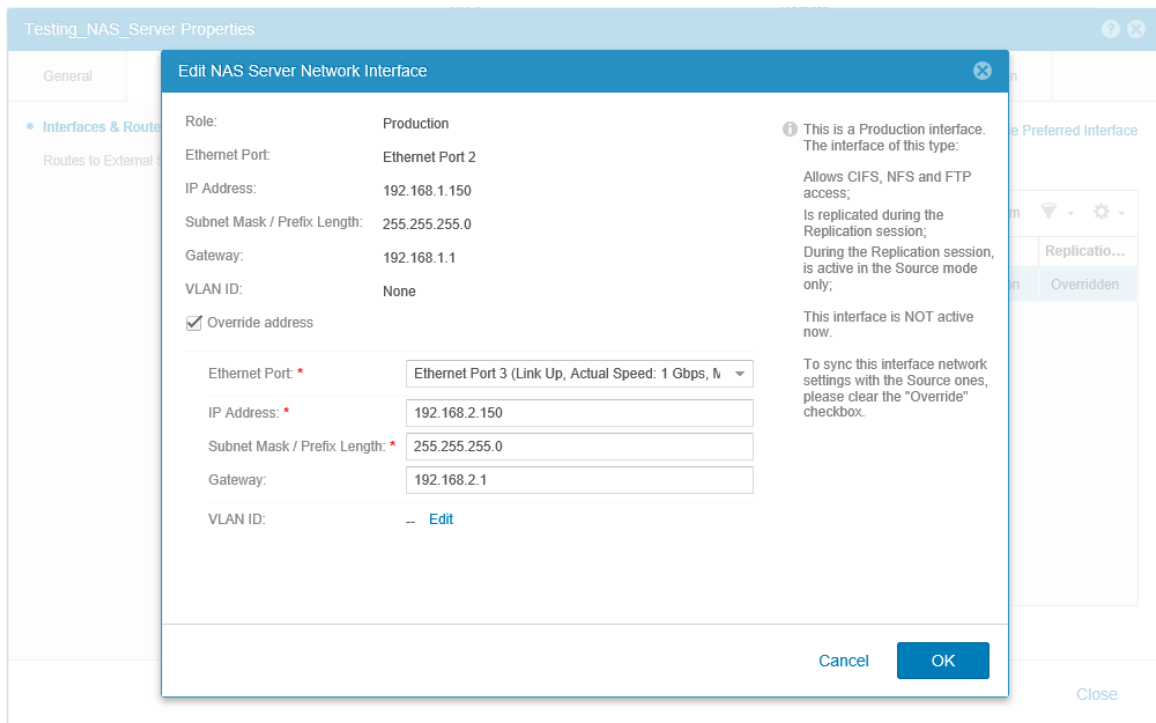 Testing_NAS_Server Properties
General
Interfaces & Route
Routes to External
Preferred Interface
Replicatio...
Overridden
Edit NAS Server Network Interface
Role: Production
Ethernet Port: Ethernet Port 2
IP Address: 192.168.1.150
Subnet Mask / Prefix Length: 255.255.255.0
Gateway: 192.168.1.1
VLAN ID: None
Override address
Ethernet Port: * Ethernet Port 3 (Link Up, Actual Speed: 1 Gbps, M
IP Address: * 192.168.2.150
Subnet Mask / Prefix Length: * 255.255.255.0
Gateway: 192.168.2.1
VLAN ID: -- Edit
This is a Production interface.
The interface of this type:
Allows CIFS, NFS and FTP
access;
Is replicated during the
Replication session;
During the Replication session,
is active in the Source mode
only;
This interface is NOT active
now.
To sync this interface network
settings with the Source ones,
please clear the "Override"
checkbox.
Cancel
OK
Close